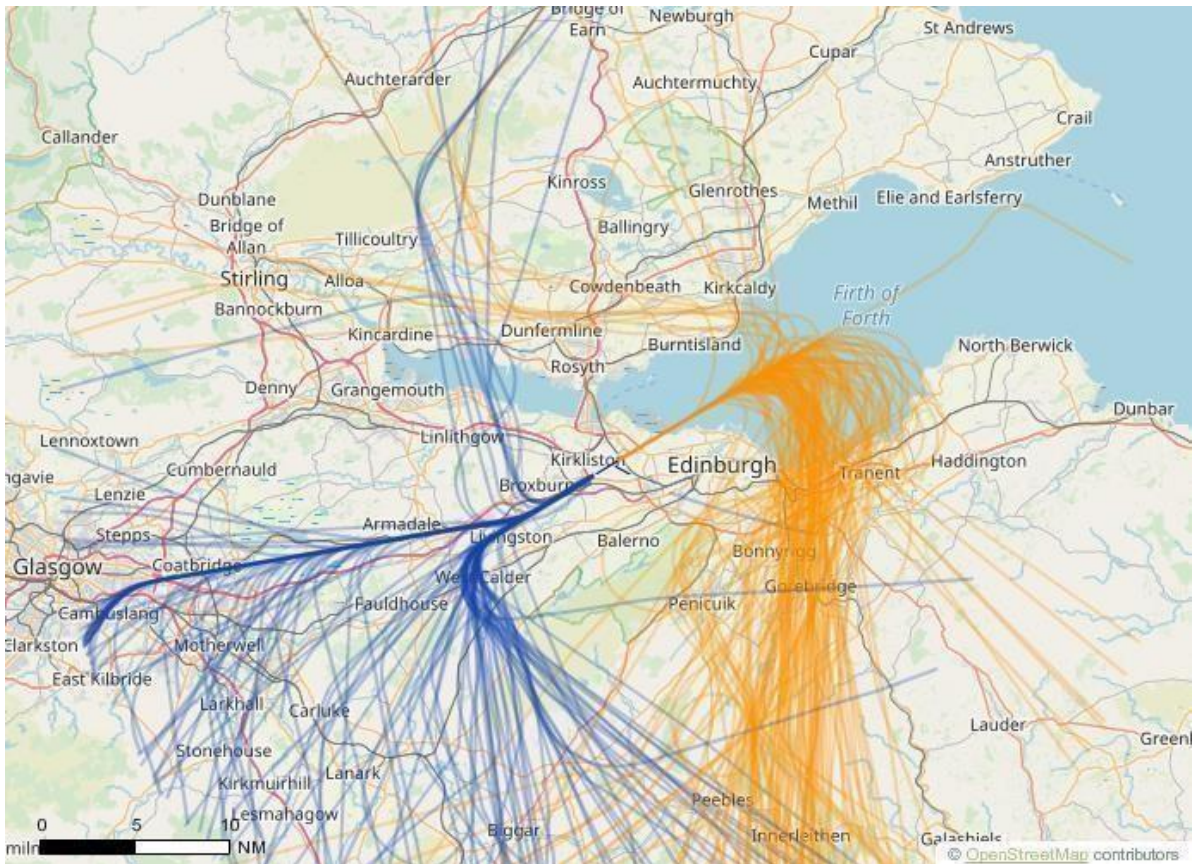 Bridge of
Earn
Newburgh
St Andrews
Cupar
Auchterarder
Auchtermuchty
Crail
Callander
Anstruther
Kinross
Glenrothes
Elie and Earlsferry
Methil
Dunblane
Bridge of
Allan
Ballingry
Tillicoultry
Stirling
Alloa
Cowdenbeath
Kirkcaldy
Firth of
Forth
Bannockburn
Kincardine
Dunfermline
Burntisland
North Berwick
Rosyth
Denny
Grangemouth
Dunbar
Lennoxtown
Linlithgow
Kirkliston
Edinburgh
Haddington
Cumbernauld
Tranent
ngavie
Broxburn
Lenzie
Armadale
Stepps
Livingston
Balerno
Bonnyrigg
Glasgow
Coatbridge
West Calder
Gorebridge
Cambuslang
Fauldhouse
Penicuik
Clarkston
Motherwell
East Kilbride
Larkhall
Carluke
Lauder
Greenl
Stonehouse
Kirkmuirhill
Lanark
Peebles
Lesmahagow
Biggar
Innerleithen
Galashiels
0 5 10
miln
NM
© OpenStreetMap contributors